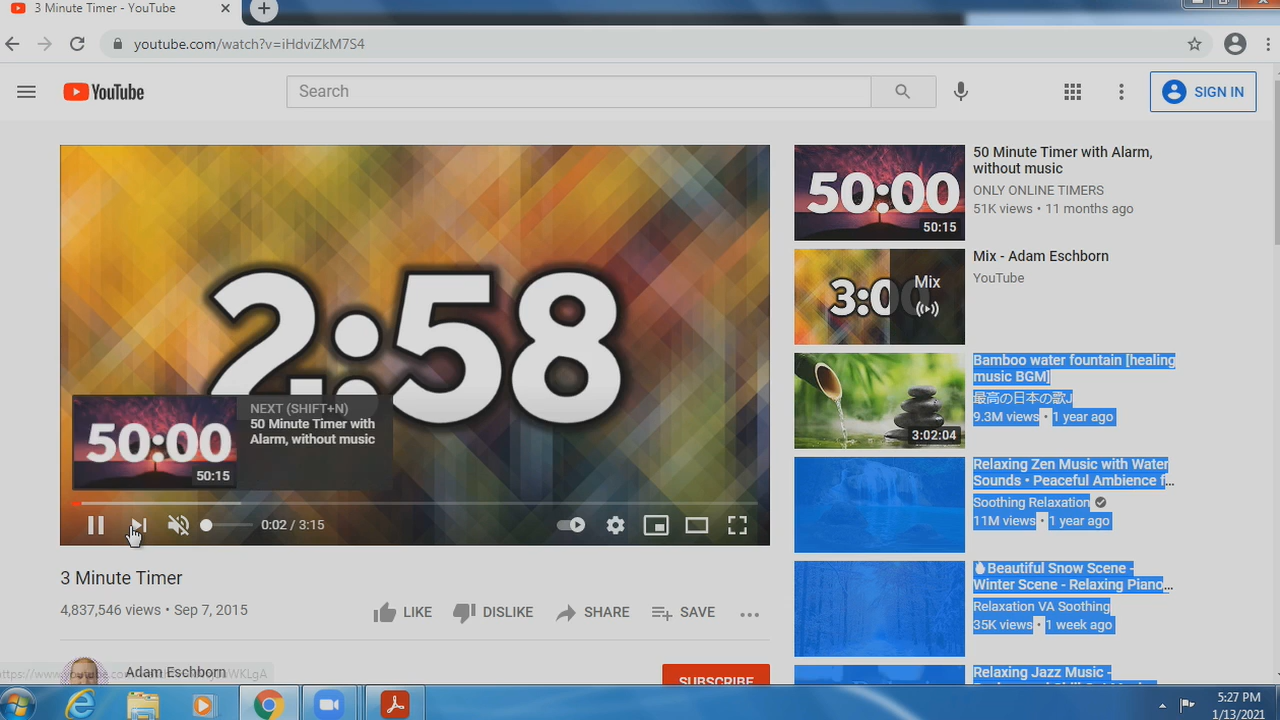 3 Minute Timer - YouTube
youtube.com/watch?v=iHdviZkM7S4
YouTube
Search
SIGN IN
2:58
50:00
50:15
NEXT (SHIFT+N)
50 Minute Timer with
Alarm, without music
0:02 / 3:15
3 Minute Timer
4,837,546 views • Sep 7, 2015
LIKE
DISLIKE
SHARE
SAVE
Adam Eschborn
SUBSCRIBE
50:00
50:15
50 Minute Timer with Alarm,
without music
ONLY ONLINE TIMERS
51K views • 11 months ago
3:00
Mix
Mix - Adam Eschborn
YouTube
3:02:04
Bamboo water fountain [healing
music BGM]
最高の日本の歌J
9.3M views • 1 year ago
Relaxing Zen Music with Water
Sounds • Peaceful Ambience f...
Soothing Relaxation
11M views • 1 year ago
Beautiful Snow Scene -
Winter Scene - Relaxing Piano...
Relaxation VA Soothing
35K views • 1 week ago
Relaxing Jazz Music -
5:27 PM
1/13/2021